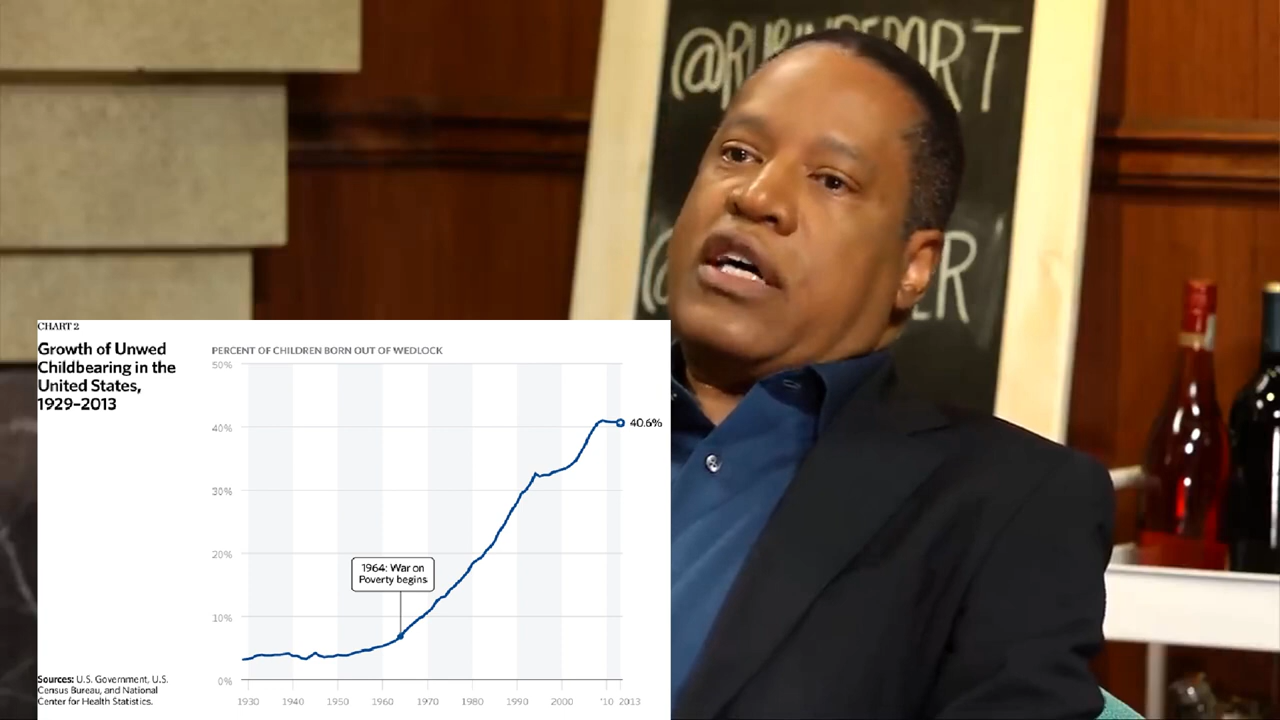 @RUBINREPORT
CHART 2
Growth of Unwed
Childbearing in the
United States,
1929–2013
PERCENT OF CHILDREN BORN OUT OF WEDLOCK
50%
40%
30%
20%
10%
0%
40.6%
1964: War on
Poverty begins
1930 1940 1950 1960 1970 1980 1990 2000 '10 2013
Sources: U.S. Government, U.S.
Census Bureau, and National
Center for Health Statistics.